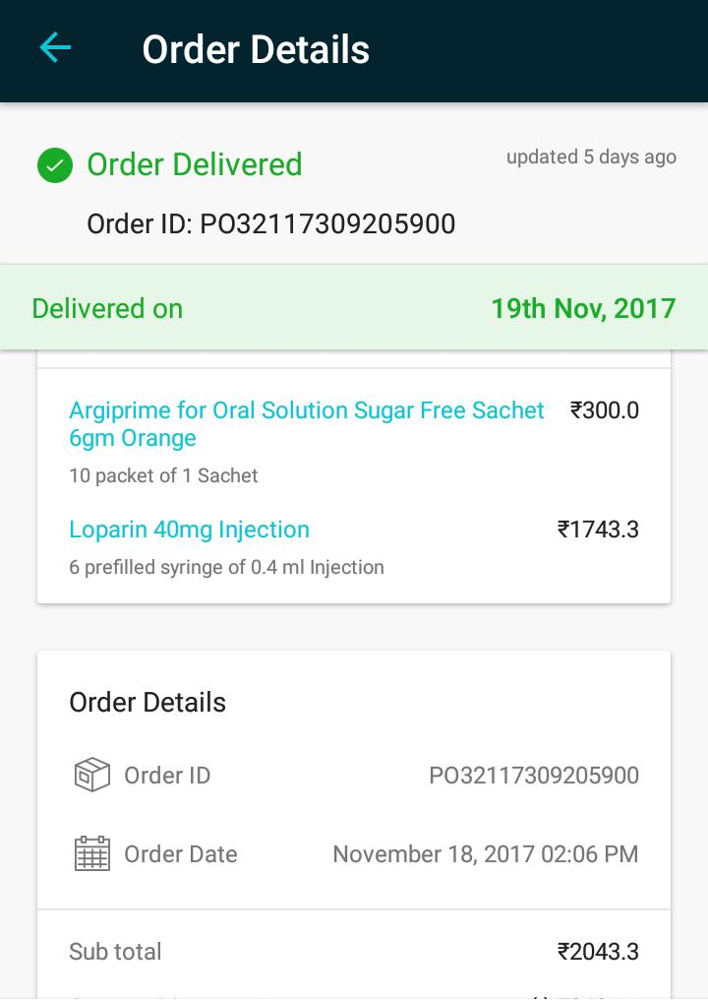 Order Details
Order Delivered
updated 5 days ago
Order ID: PO32117309205900
Delivered on 19th Nov, 2017
Argiprime for Oral Solution Sugar Free Sachet ₹300.0
6gm Orange
10 packet of 1 Sachet
Loparin 40mg Injection ₹1743.3
6 prefilled syringe of 0.4 ml Injection
Order Details
Order ID PO32117309205900
Order Date November 18, 2017 02:06 PM
Sub total ₹2043.3